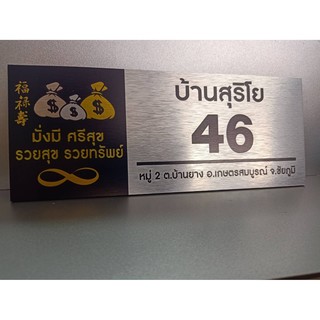 福禄寿
มั่งมี ศรีสุข
รวยสุข รวยทรัพย์
บ้านสุริโย
46
หมู่ 2 ต.บ้านยาง อ.เกษตรสมบูรณ์ จ.ชัยภูมิ